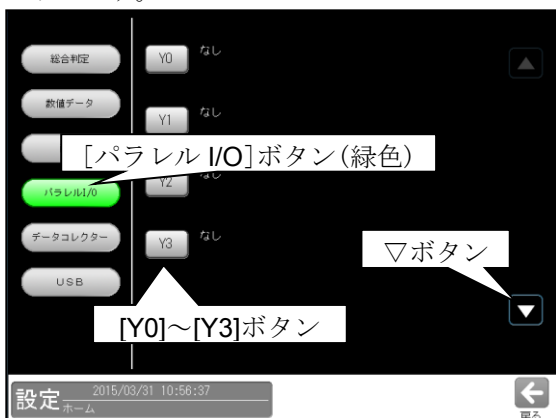 総合判定
Y0
なし
数値データ
Y1
なし
[パラレル I/O]ボタン(緑色)
パラレルI/O
Y2
なし
データコレクター
Y3
なし
▽ボタン
USB
[Y0]～[Y3]ボタン
設定
2015/03/31 10:56:37
ホーム
戻る